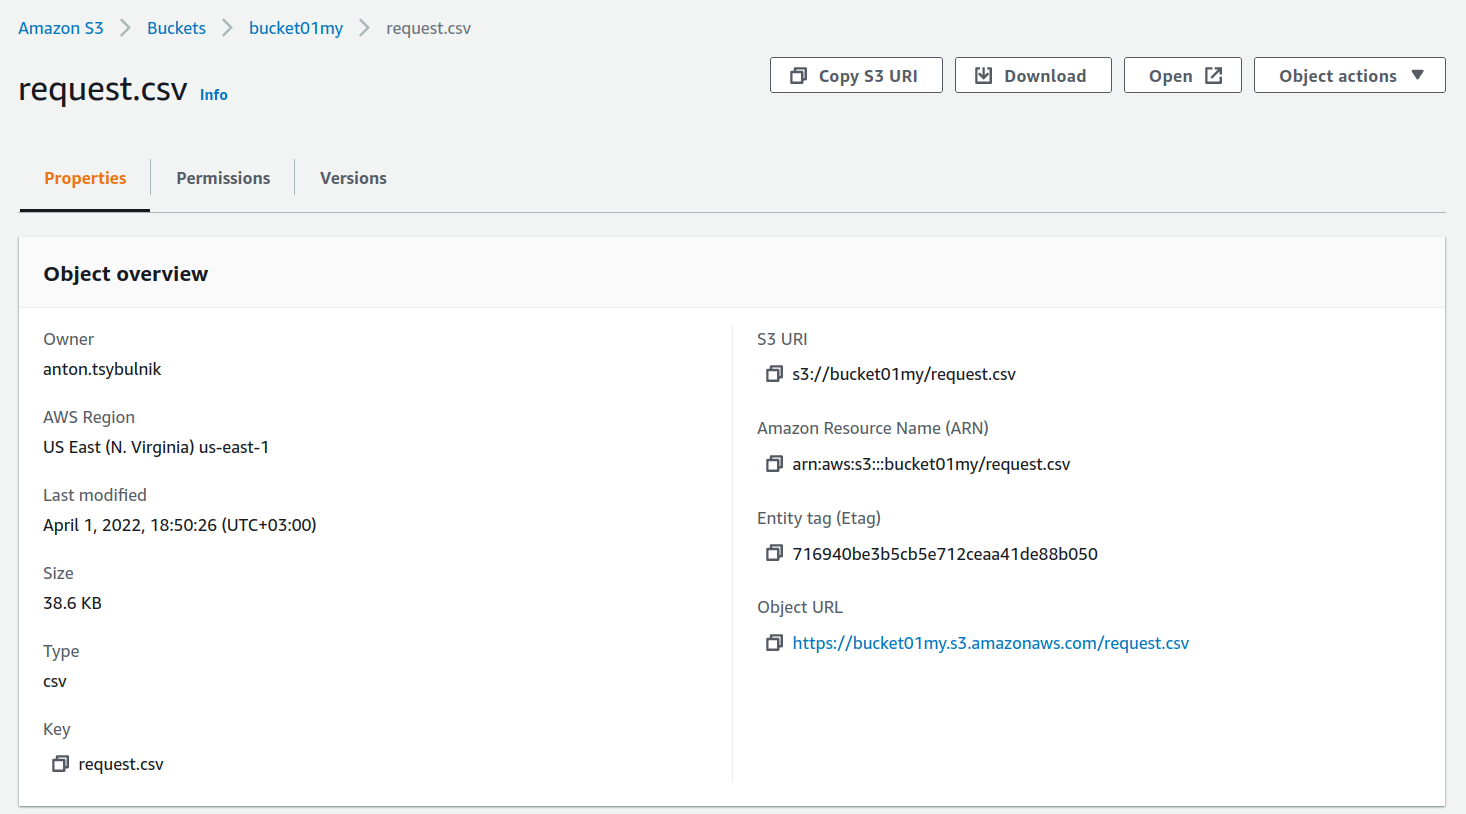 Amazon S3 > Buckets > bucket01my > request.csv
request.csv Info
Copy S3 URI Download Open Object actions
Properties Permissions Versions
Object overview
Owner
anton.tsybulnik
AWS Region
US East (N. Virginia) us-east-1
Last modified
April 1, 2022, 18:50:26 (UTC+03:00)
Size
38.6 KB
Type
csv
Key
request.csv
S3 URI
s3://bucket01my/request.csv
Amazon Resource Name (ARN)
arn:aws:s3:::bucket01my/request.csv
Entity tag (Etag)
716940be3b5cb5e712ceaa41de88b050
Object URL
https://bucket01my.s3.amazonaws.com/request.csv